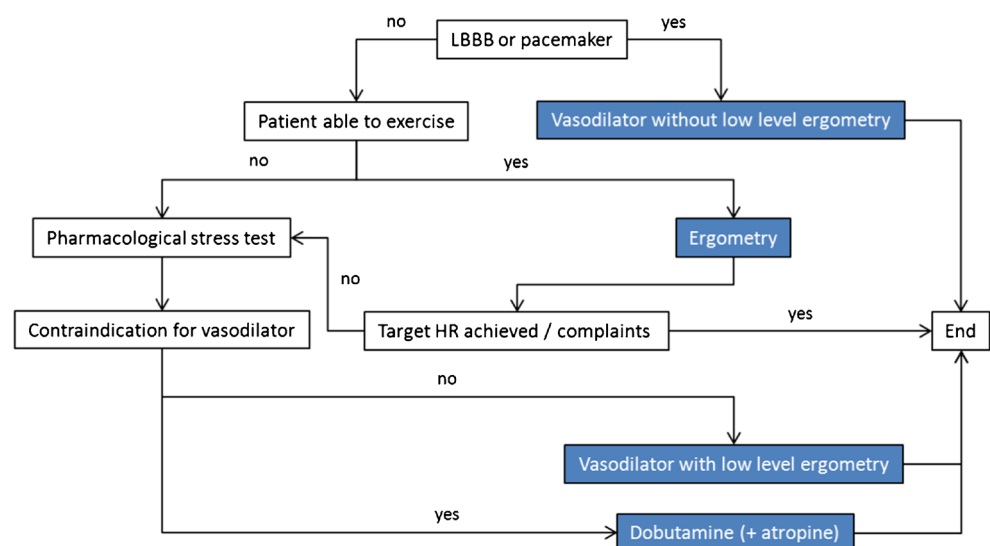 no
LBBB or pacemaker
yes
Patient able to exercise
Vasodilator without low level ergometry
no
yes
Pharmacological stress test
Ergometry
no
Contraindication for vasodilator
Target HR achieved / complaints
yes
End
no
Vasodilator with low level ergometry
yes
Dobutamine (+ atropine)